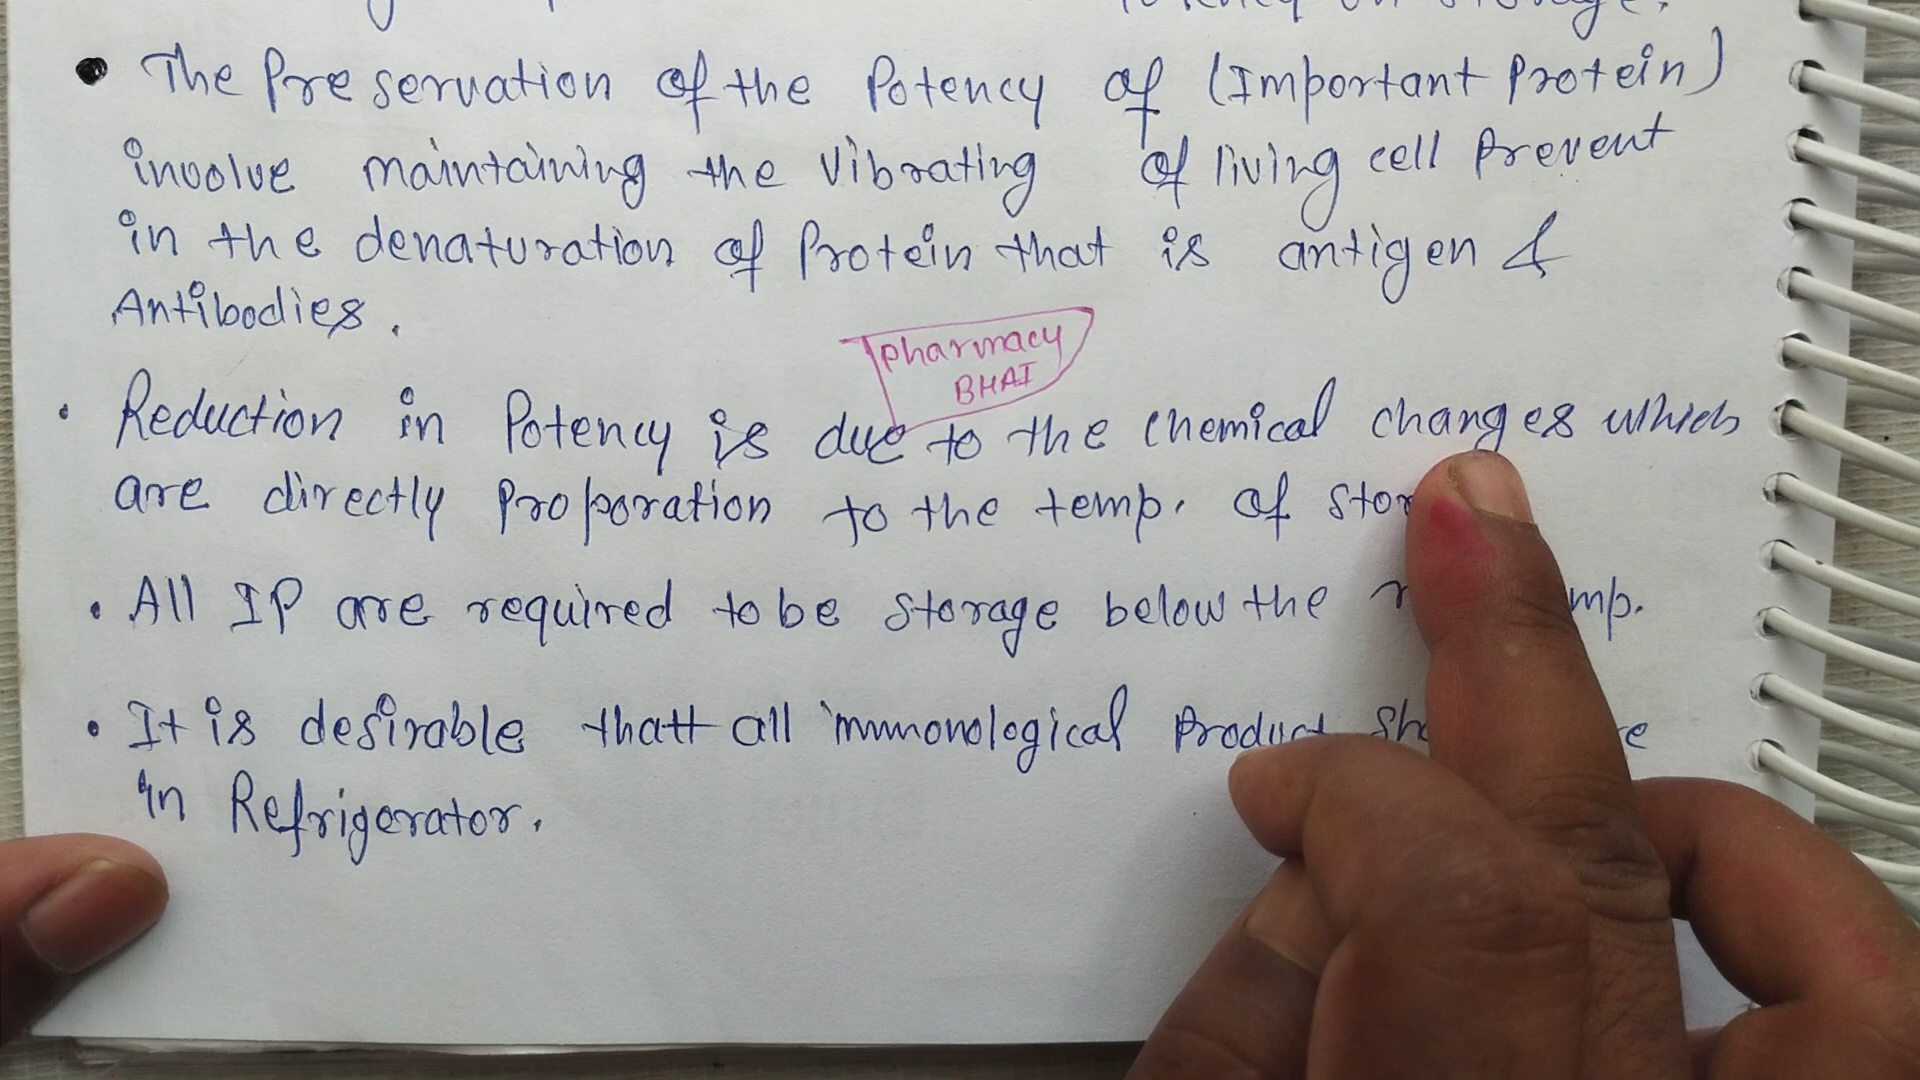 • The Preservation of the Potency of (Important Protein)
involve maintaining the vibrating of living cell Prevent
in the denaturation of Protein that is antigen &
Antibodies.
Pharmacy
BHAI
• Reduction in Potency is due to the chemical changes which
are directly Proporation to the temp. of stor
• All IP are required to be storage below the
• It is desirable thatt all immonological Product
in Refrigerator.